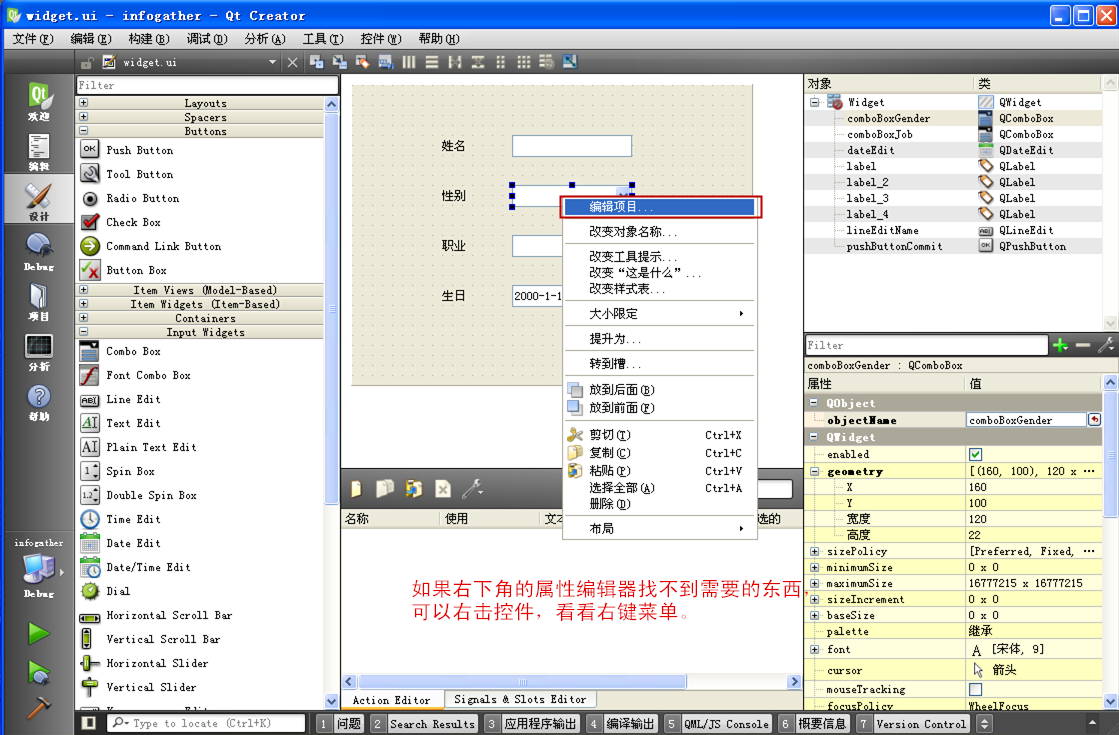 widget.ui - infogather - Qt Creator
文件(F) 编辑(E) 构建(B) 调试(D) 分析(A) 工具(T) 控件(W) 帮助(H)
widget.ui
欢迎
编辑
设计
Debug
项目
分析
帮助
infogather
Debug
Filter
Layouts
Spacers
Buttons
Push Button
Tool Button
Radio Button
Check Box
Command Link Button
Button Box
Item Views (Model-Based)
Item Widgets (Item-Based)
Containers
Input Widgets
Combo Box
Font Combo Box
Line Edit
Text Edit
Plain Text Edit
Spin Box
Double Spin Box
Time Edit
Date Edit
Date/Time Edit
Dial
Horizontal Scroll Bar
Vertical Scroll Bar
Horizontal Slider
Vertical Slider
姓名
性别
职业
生日 2000-1-1
编辑项目...
改变对象名称...
改变工具提示...
改变“这是什么”...
改变样式表...
大小限定
提升为...
转到槽...
放到后面(B)
放到前面(F)
剪切(T) Ctrl+X
复制(C) Ctrl+C
粘贴(P) Ctrl+V
选择全部(A) Ctrl+A
删除(D)
布局
名称 使用 选的
如果右下角的属性编辑器找不到需要的东西,
可以右击控件，看看右键菜单。
Action Editor Signals & Slots Editor
对象 类
Widget QWidget
comboBoxGender QComboBox
comboBoxJob QComboBox
dateEdit QDateEdit
label QLabel
label_2 QLabel
label_3 QLabel
label_4 QLabel
lineEditName QLineEdit
pushButtonCommit QPushButton
Filter
comboBoxGender : QComboBox
属性 值
QObject
objectName comboBoxGender
QWidget
enabled
geometry [(160, 100), 120 x ...
X 160
Y 100
宽度 120
高度 22
sizePolicy [Preferred, Fixed, ...
minimumSize 0 x 0
maximumSize 16777215 x 16777215
sizeIncrement 0 x 0
baseSize 0 x 0
palette 继承
font A [宋体, 9]
cursor 箭头
mouseTracking
focusPolicy WheelFocus
Type to locate (Ctrl+K) 1 问题 2 Search Results 3 应用程序输出 4 编译输出 5 QML/JS Console 6 概要信息 7 Version Control